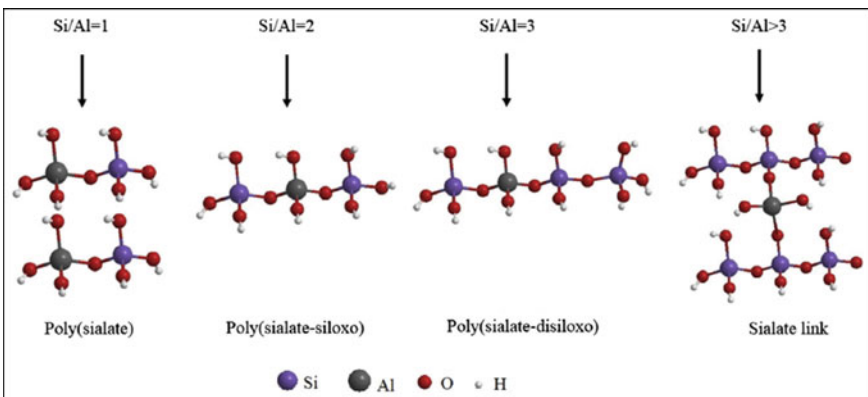 Si/Al=1 Si/Al=2 Si/Al=3 Si/Al>3
Poly(sialate) Poly(sialate-siloxo) Poly(sialate-disiloxo) Sialate link
Si Al O H